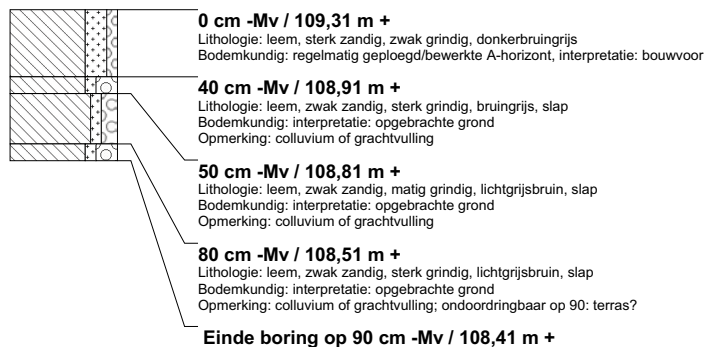 0 cm -Mv / 109,31 m +
Lithologie: leem, sterk zandig, zwak grindig, donkerbruingrijs
Bodemkundig: regelmatig geploegd/bewerkte A-horizont, interpretatie: bouwvoor
40 cm -Mv / 108,91 m +
Lithologie: leem, zwak zandig, sterk grindig, bruingrijs, slap
Bodemkundig: interpretatie: opgebrachte grond
Opmerking: colluvium of grachtvulling
50 cm -Mv / 108,81 m +
Lithologie: leem, zwak zandig, matig grindig, lichtgrijsbruin, slap
Bodemkundig: interpretatie: opgebrachte grond
Opmerking: colluvium of grachtvulling
80 cm -Mv / 108,51 m +
Lithologie: leem, zwak zandig, sterk grindig, lichtgrijsbruin, slap
Bodemkundig: interpretatie: opgebrachte grond
Opmerking: colluvium of grachtvulling; ondoordringbaar op 90: terras?
Einde boring op 90 cm -Mv / 108,41 m +